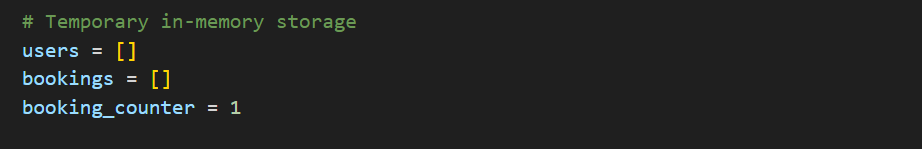 # Temporary in-memory storage
users = []
bookings = []
booking_counter = 1